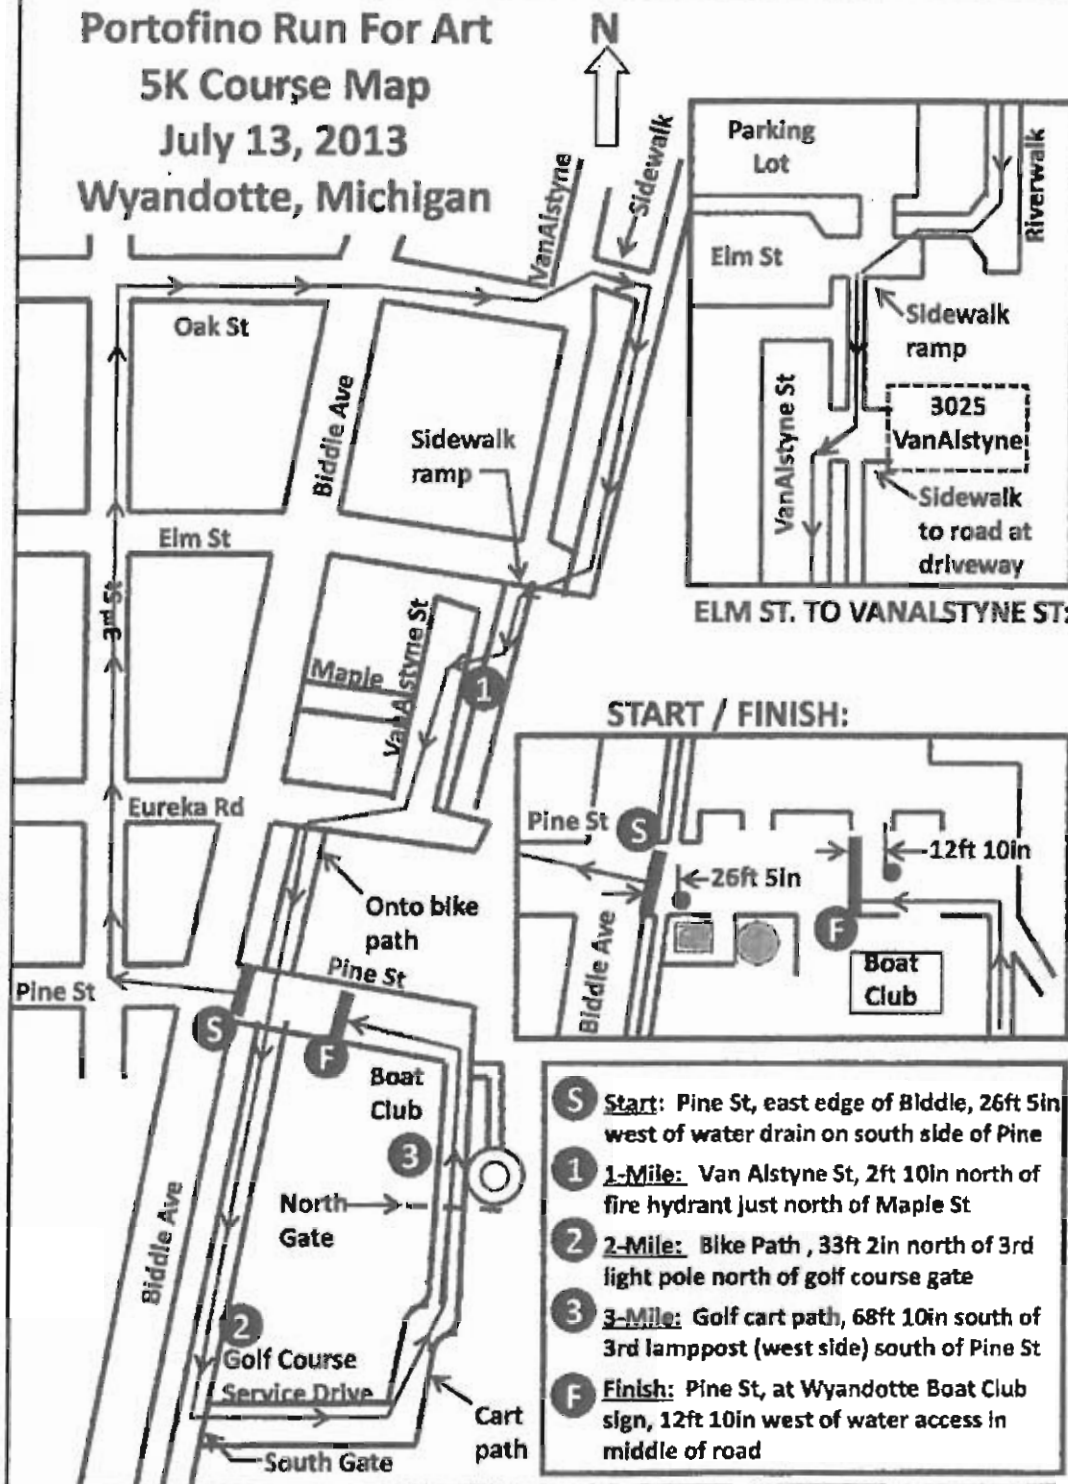 Portofino Run For Art
5K Course Map
July 13, 2013
Wyandotte, Michigan
N
VanAlstyne
Sidewalk
Oak St
Biddle Ave
Sidewalk
ramp
Elm St
3rd St
Maple
VanAlstyne St
1
Eureka Rd
Onto bike
path
Pine St
Pine St
S
F
Boat
Club
3
North
Gate
Biddle Ave
2
Golf Course
Service Drive
Cart
path
South Gate
Parking
Lot
Riverwalk
Elm St
Sidewalk
ramp
3025
VanAlstyne
VanAlstyne St
Sidewalk
to road at
driveway
ELM ST. TO VANALSTYNE ST:
START / FINISH:
Pine St
S
12ft 10in
26ft 5in
F
Biddle Ave
Boat
Club
S Start: Pine St, east edge of Biddle, 26ft 5in
west of water drain on south side of Pine
1 1-Mile: Van Alstyne St, 2ft 10in north of
fire hydrant just north of Maple St
2 2-Mile: Bike Path , 33ft 2in north of 3rd
light pole north of golf course gate
3 3-Mile: Golf cart path, 68ft 10in south of
3rd lamppost (west side) south of Pine St
F Finish: Pine St, at Wyandotte Boat Club
sign, 12ft 10in west of water access in
middle of road